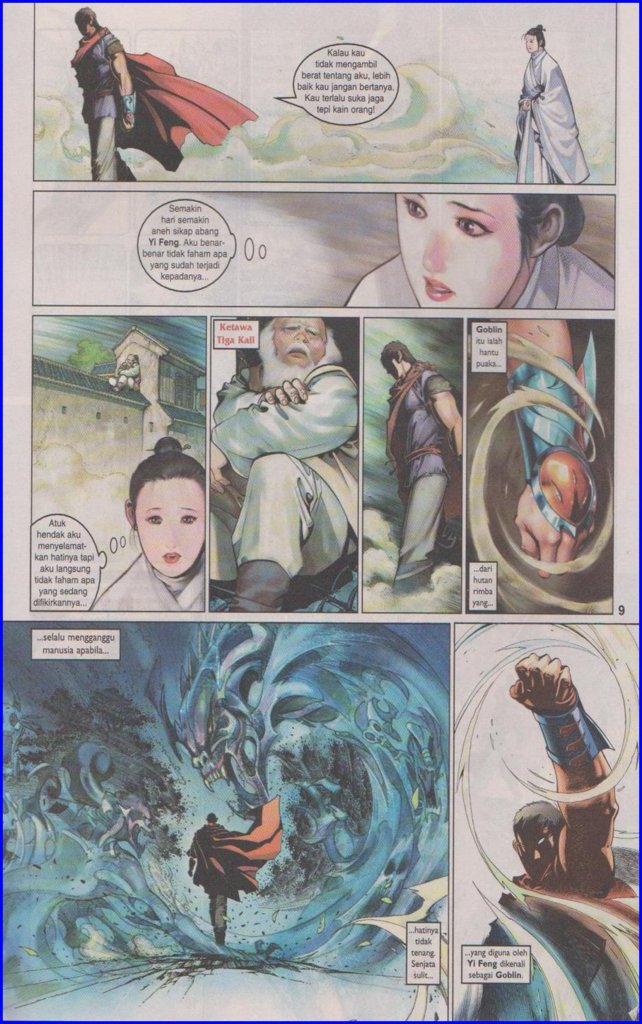 Kalau kau
tidak mengambil
berat tentang aku, lebih
baik kau jangan bertanya.
Kau terlalu suka jaga
tepi kain orang!
Semakin
hari semakin
aneh sikap abang
Yi Feng. Aku benar-
benar tidak faham apa
yang sudah terjadi
kepadanya...
Atuk
hendak aku
menyelamat-
kan hatinya tapi
aku langsung
tidak faham apa
yang sedang
difikirkannya...
Ketawa
Tiga Kali
Goblin
itu ialah
hantu
puaka...
...dari
hutan
rimba
yang...
9
...selalu mengganggu
manusia apabila...
...hatinya
tidak
tenang.
Senjata
sulit...
...yang diguna oleh
Yi Feng dikenali
sebagai Goblin.